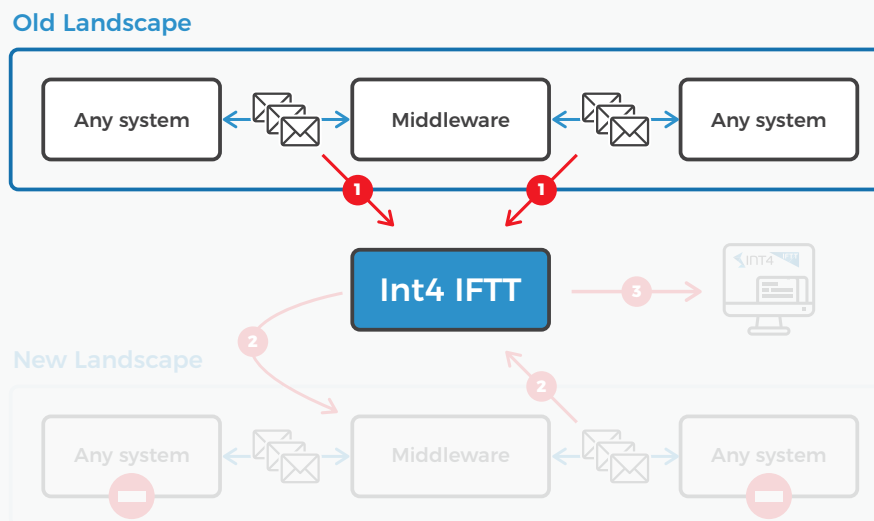 Old Landscape
Any system
Middleware
Any system
1
1
Int4 IFTT
INT4 IFTT
3
2
New Landscape
2
Any system
Middleware
Any system